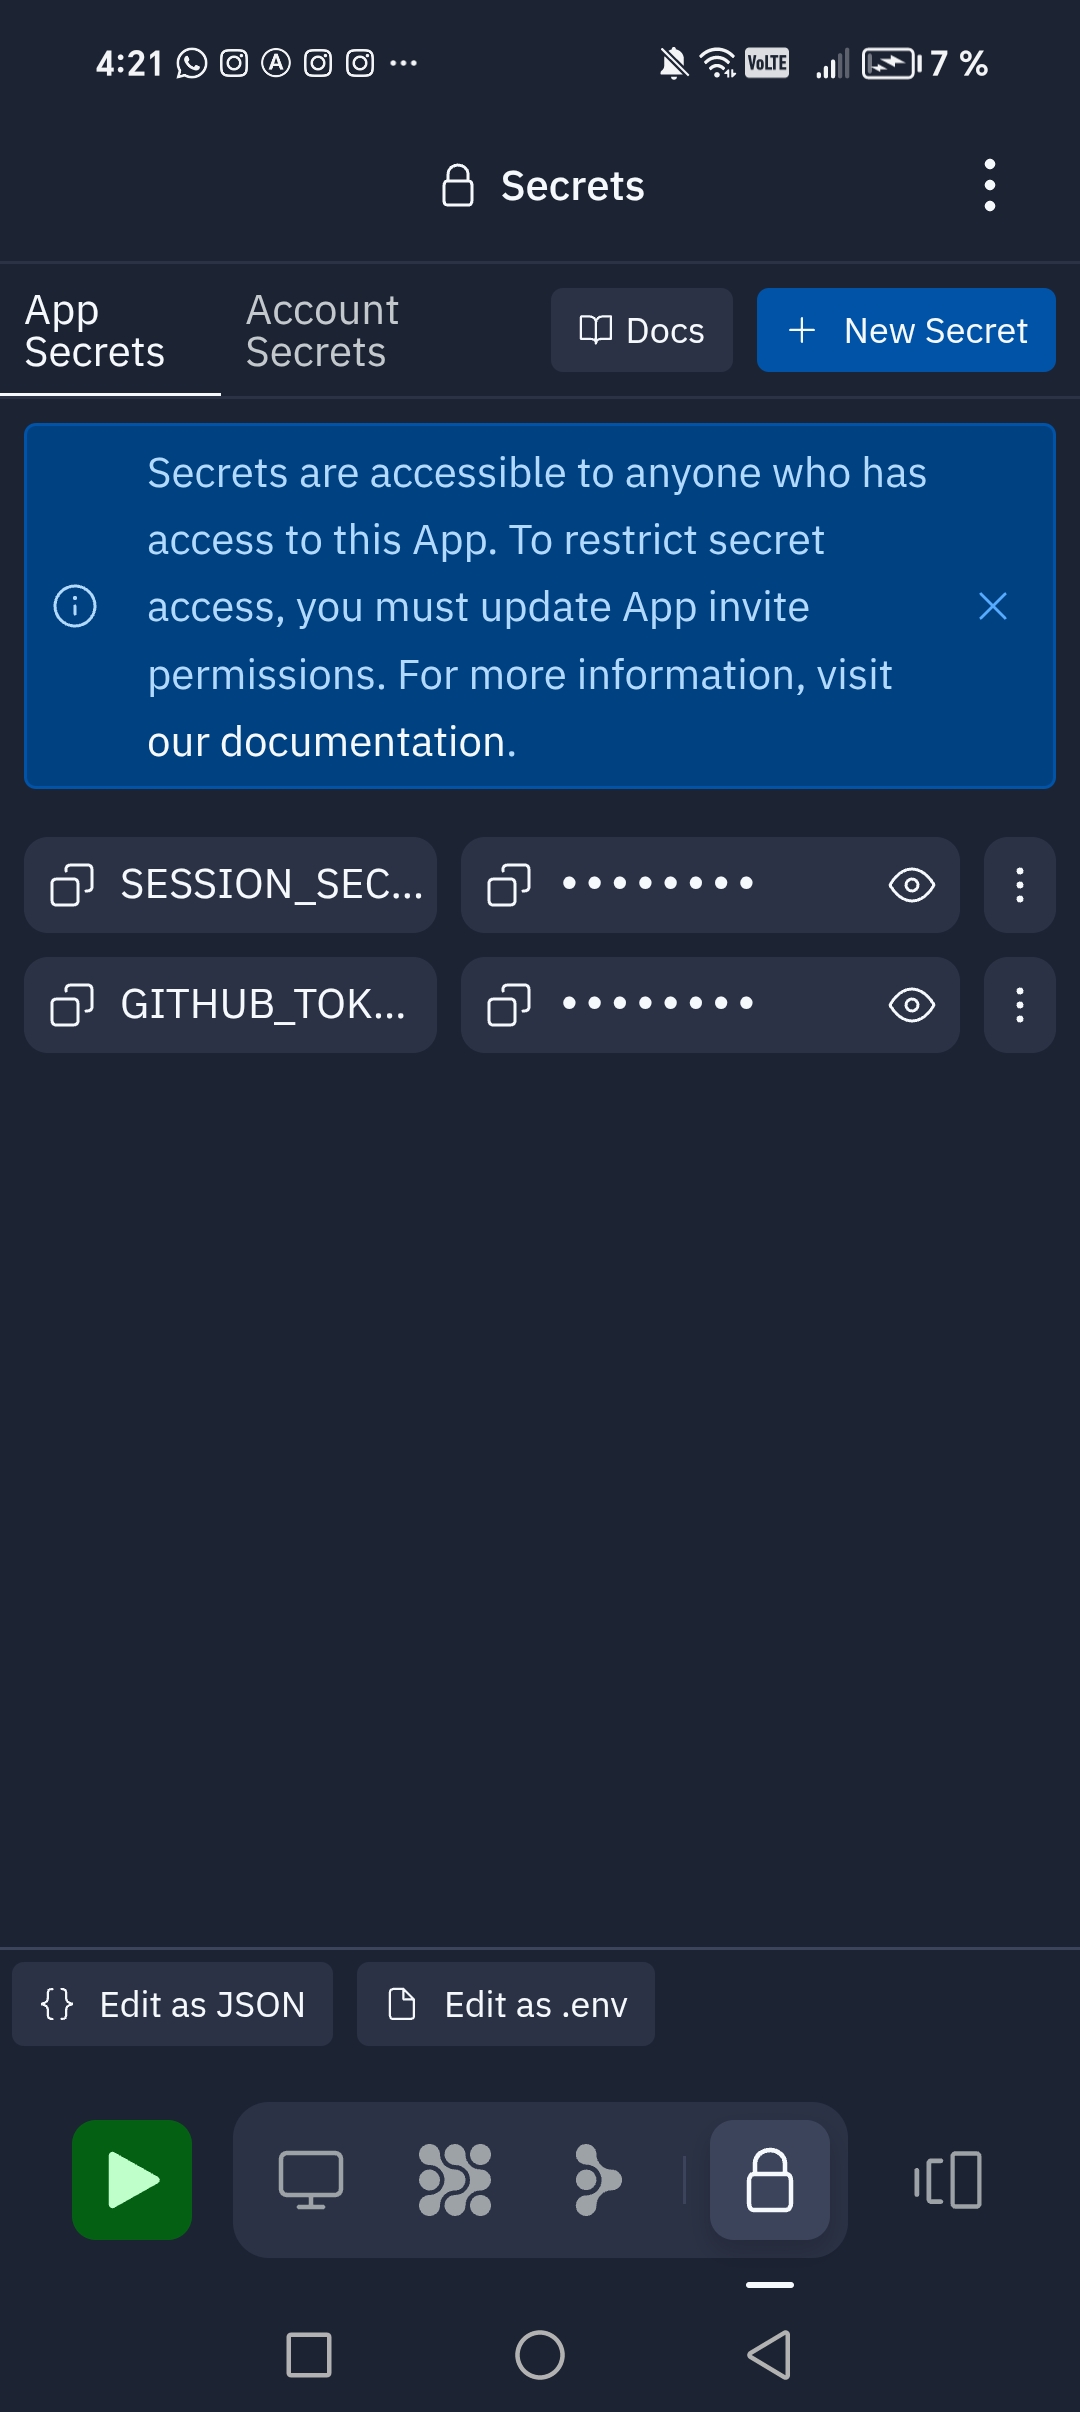 4:21 VoLTE 7 %
Secrets
App Secrets
Account Secrets
Docs
+ New Secret
Secrets are accessible to anyone who has
access to this App. To restrict secret
access, you must update App invite
permissions. For more information, visit
our documentation.
SESSION_SEC... ••••••••
GITHUB_TOK... ••••••••
{} Edit as JSON
Edit as .env